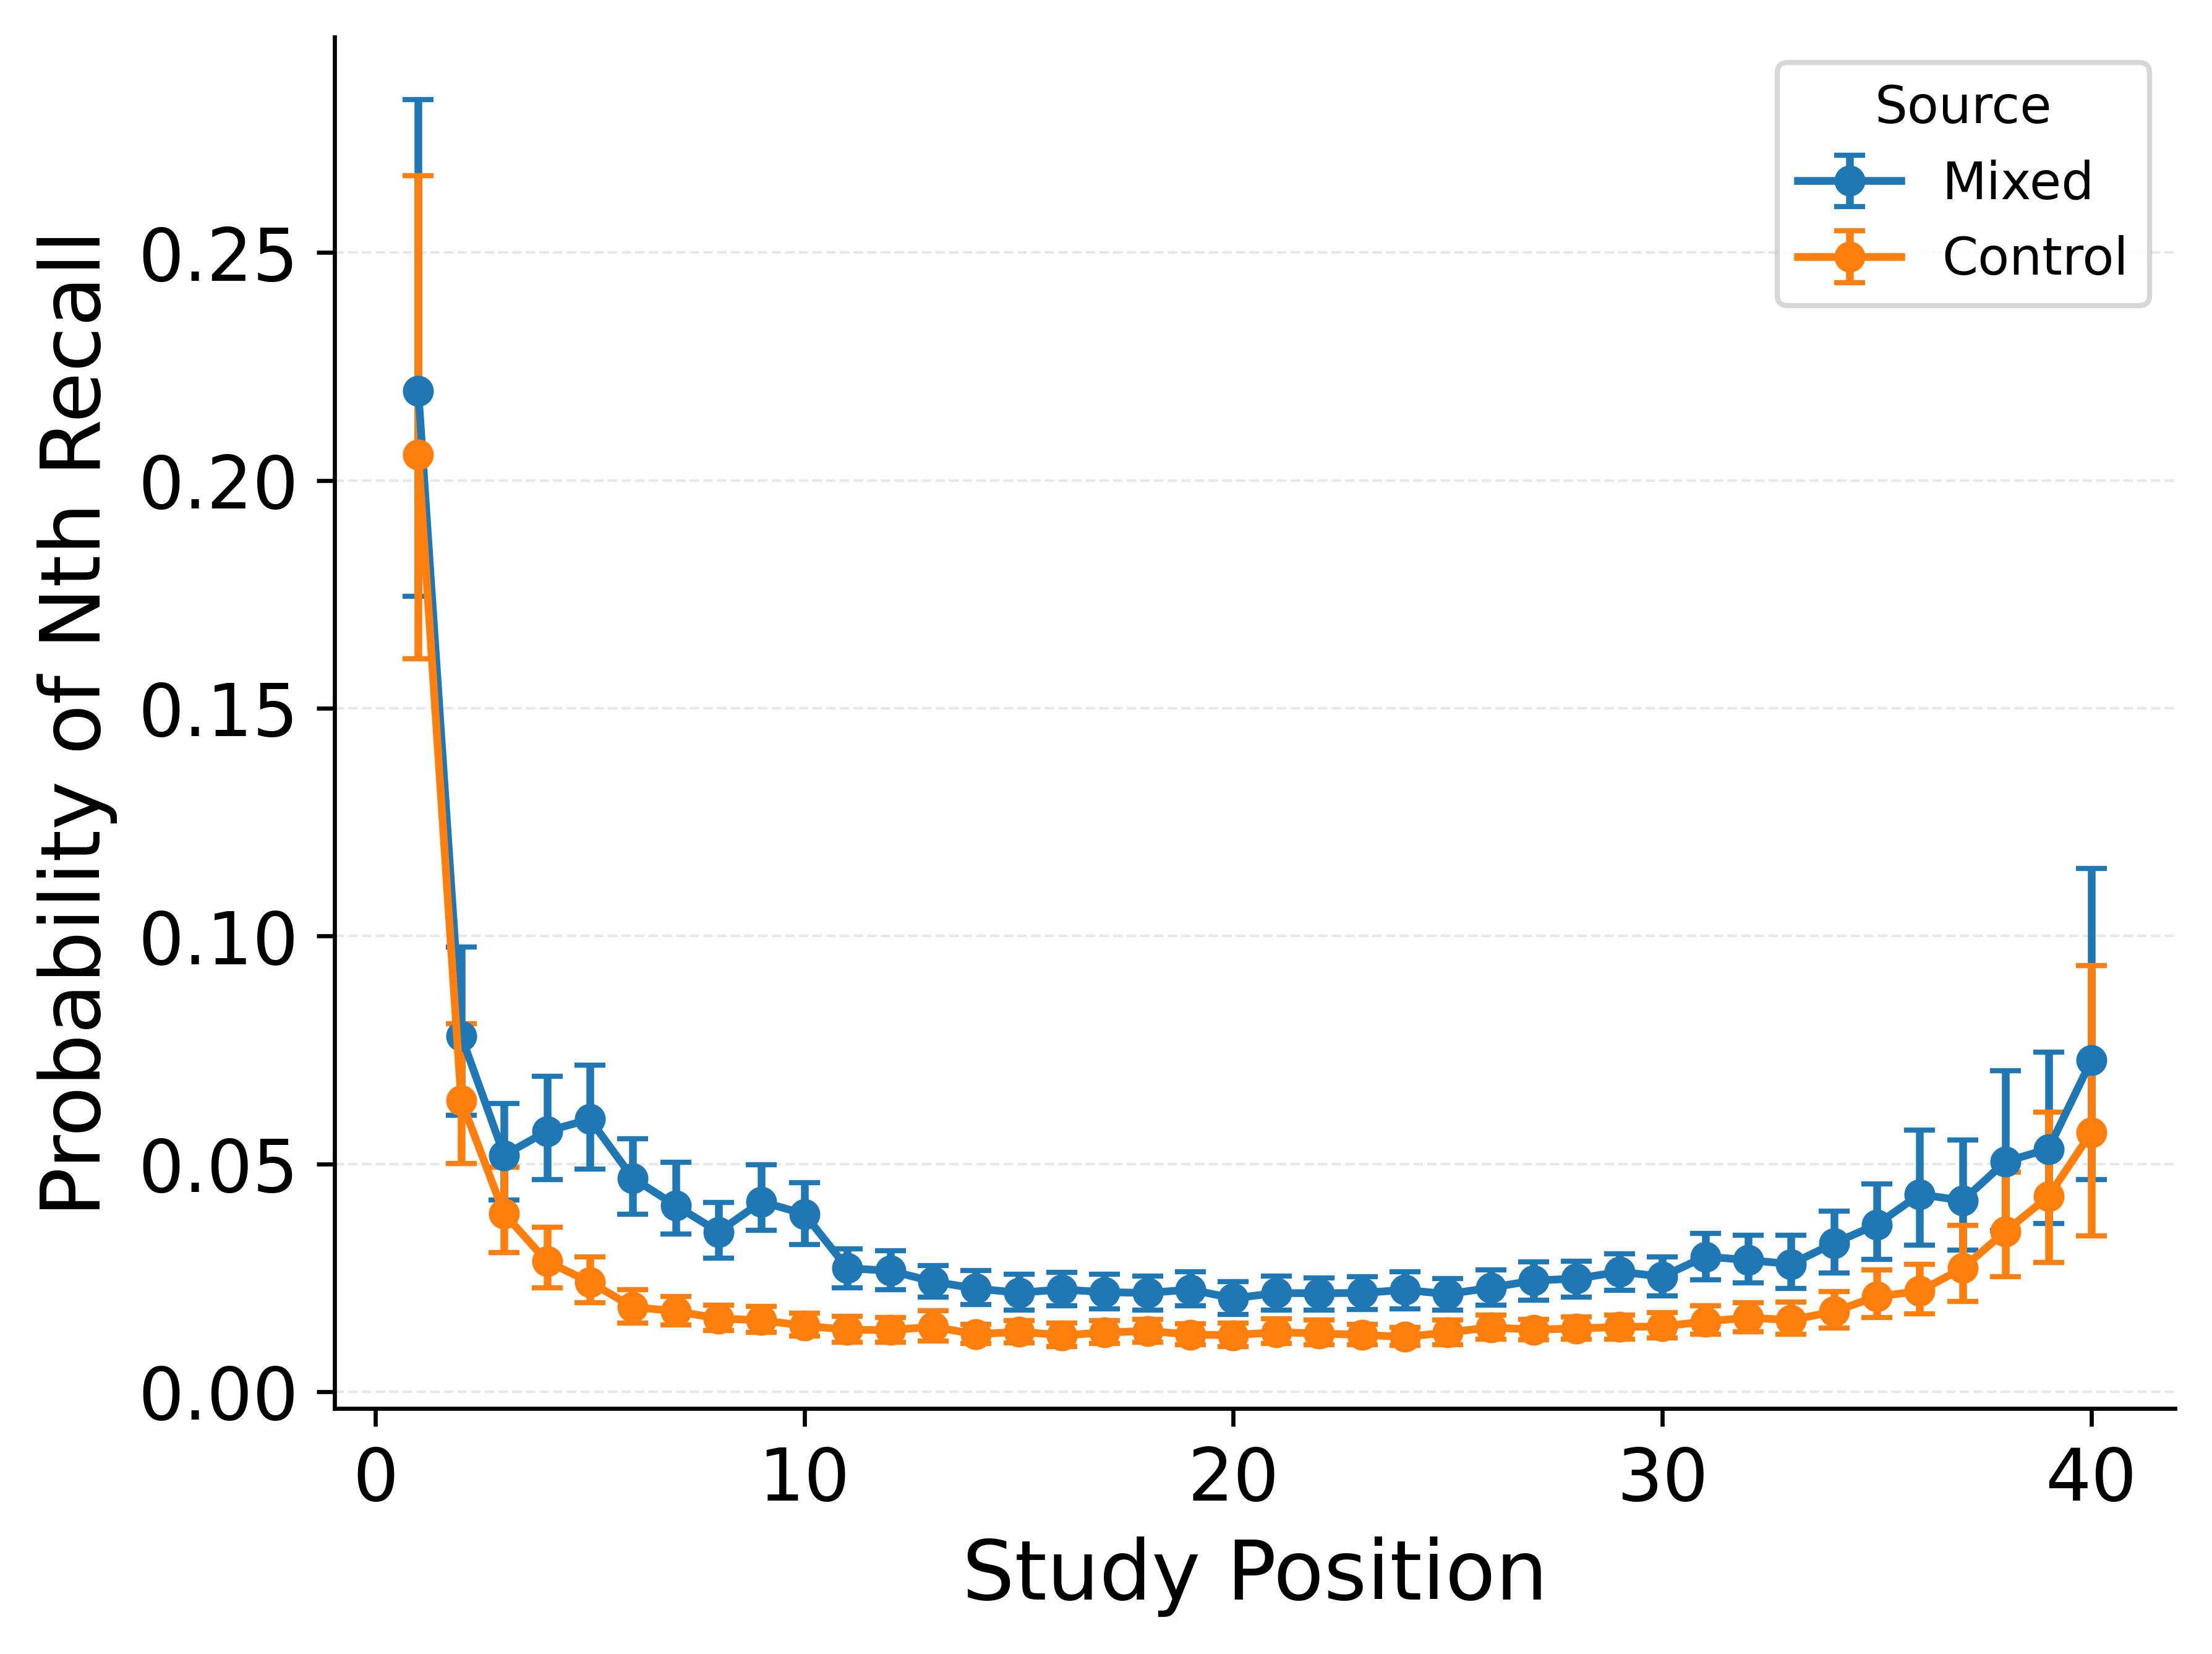 Source
Mixed
Control
Probability of Nth Recall
0.25
0.20
0.15
0.10
0.05
0.00
0 10 20 30 40
Study Position